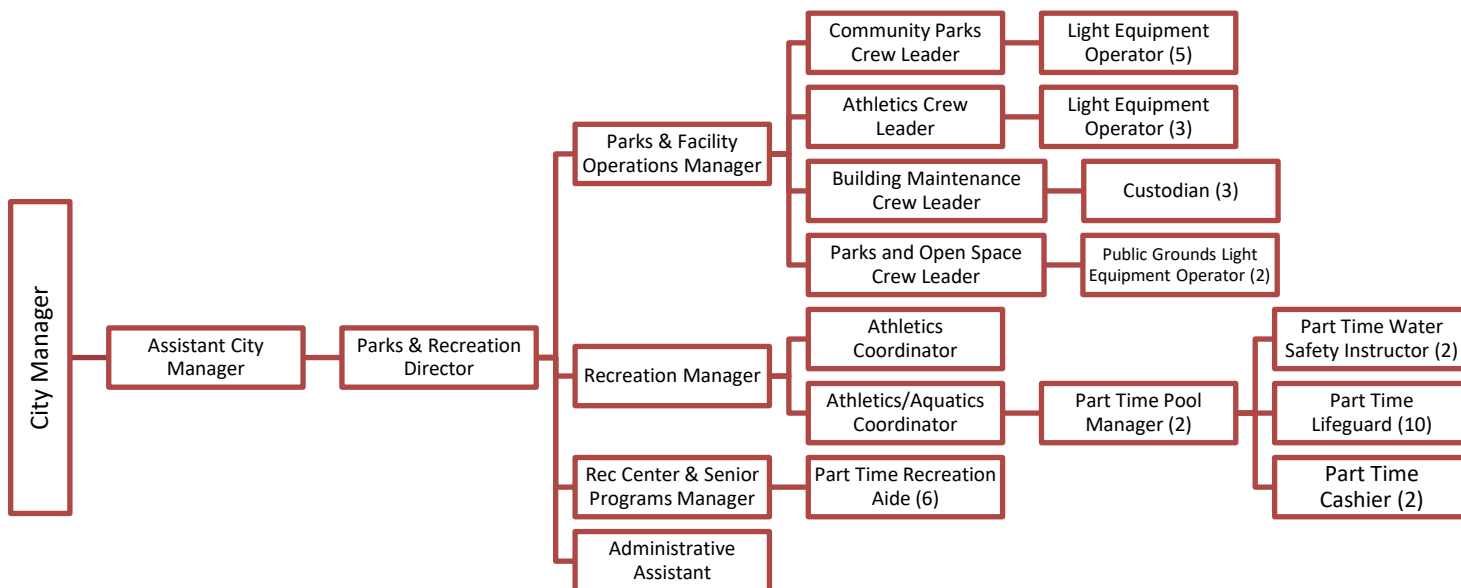 City Manager
Assistant City
Manager
Parks & Recreation
Director
Parks & Facility
Operations Manager
Community Parks
Crew Leader
Light Equipment
Operator (5)
Athletics Crew
Leader
Light Equipment
Operator (3)
Building Maintenance
Crew Leader
Custodian (3)
Parks and Open Space
Crew Leader
Public Grounds Light
Equipment Operator (2)
Recreation Manager
Athletics
Coordinator
Athletics/Aquatics
Coordinator
Part Time Pool
Manager (2)
Part Time Water
Safety Instructor (2)
Part Time
Lifeguard (10)
Part Time
Cashier (2)
Rec Center & Senior
Programs Manager
Part Time Recreation
Aide (6)
Administrative
Assistant